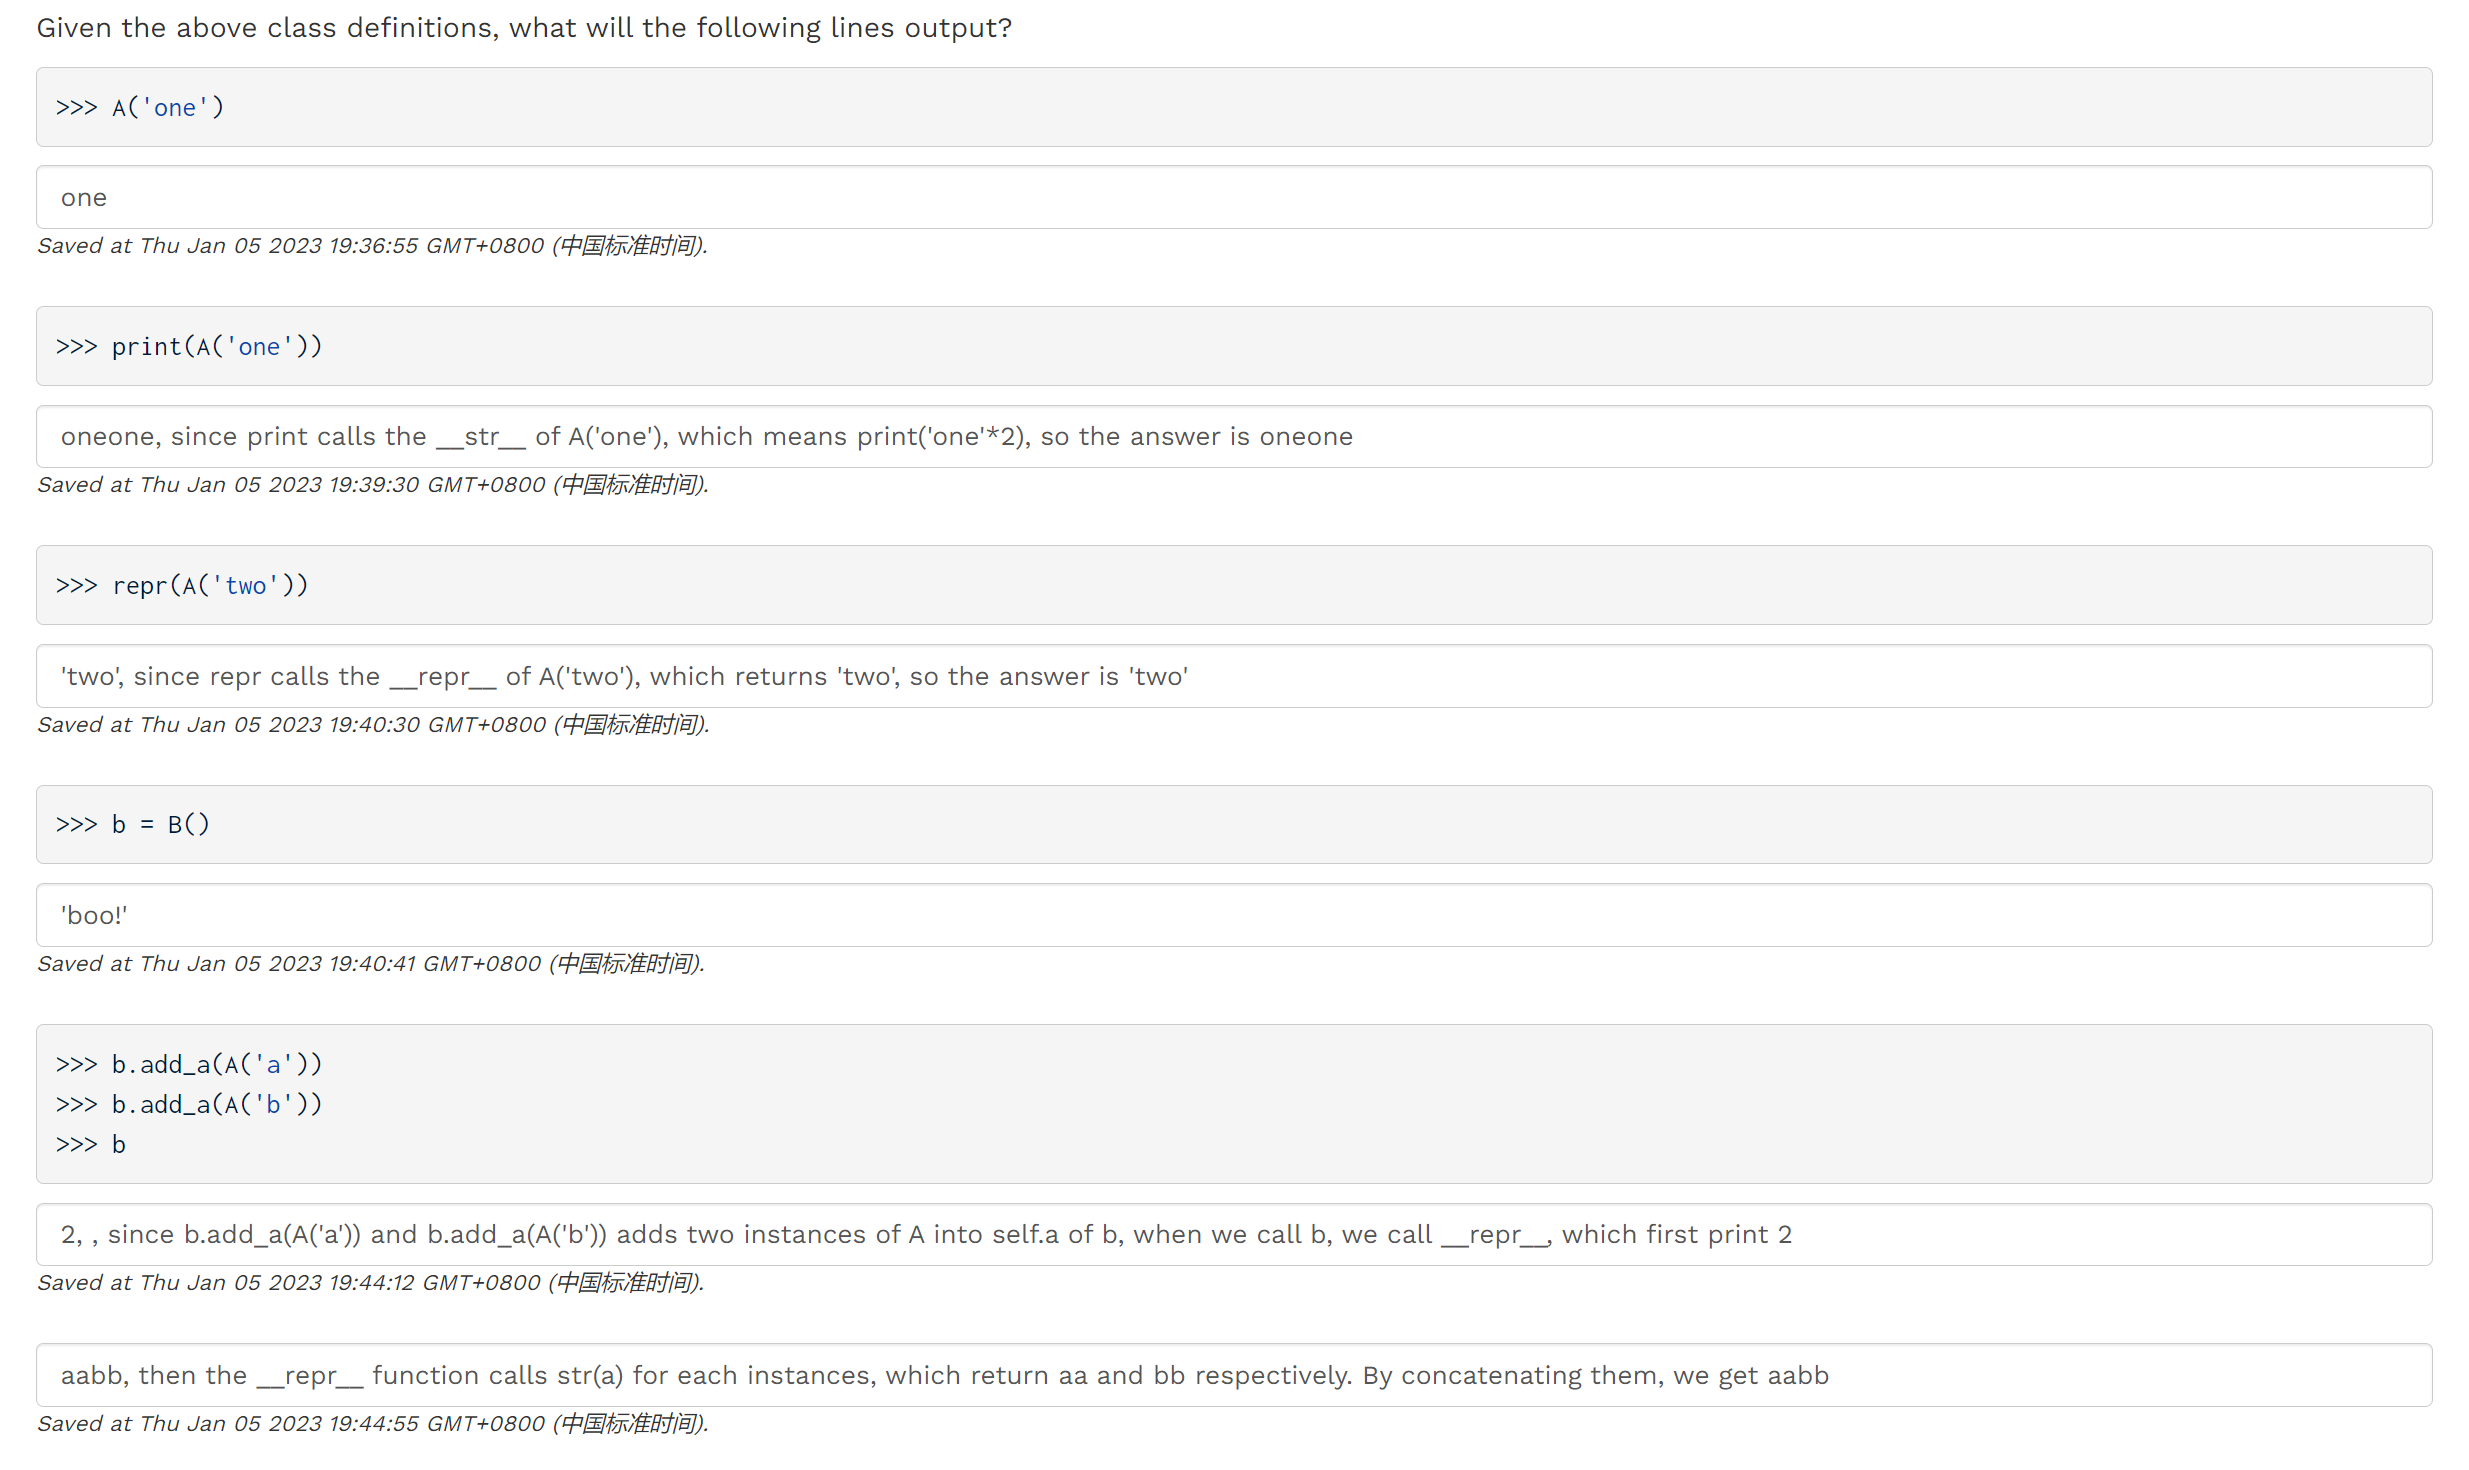 Given the above class definitions, what will the following lines output?
>>> A('one')
one
Saved at Thu Jan 05 2023 19:36:55 GMT+0800 (中国标准时间).
>>> print(A('one'))
oneone, since print calls the __str__ of A('one'), which means print('one'*2), so the answer is oneone
Saved at Thu Jan 05 2023 19:39:30 GMT+0800 (中国标准时间).
>>> repr(A('two'))
'two', since repr calls the __repr__ of A('two'), which returns 'two', so the answer is 'two'
Saved at Thu Jan 05 2023 19:40:30 GMT+0800 (中国标准时间).
>>> b = B()
'boo!'
Saved at Thu Jan 05 2023 19:40:41 GMT+0800 (中国标准时间).
>>> b.add_a(A('a'))
>>> b.add_a(A('b'))
>>> b
2, , since b.add_a(A('a')) and b.add_a(A('b')) adds two instances of A into self.a of b, when we call b, we call __repr__, which first print 2
Saved at Thu Jan 05 2023 19:44:12 GMT+0800 (中国标准时间).
aabb, then the __repr__ function calls str(a) for each instances, which return aa and bb respectively. By concatenating them, we get aabb
Saved at Thu Jan 05 2023 19:44:55 GMT+0800 (中国标准时间).